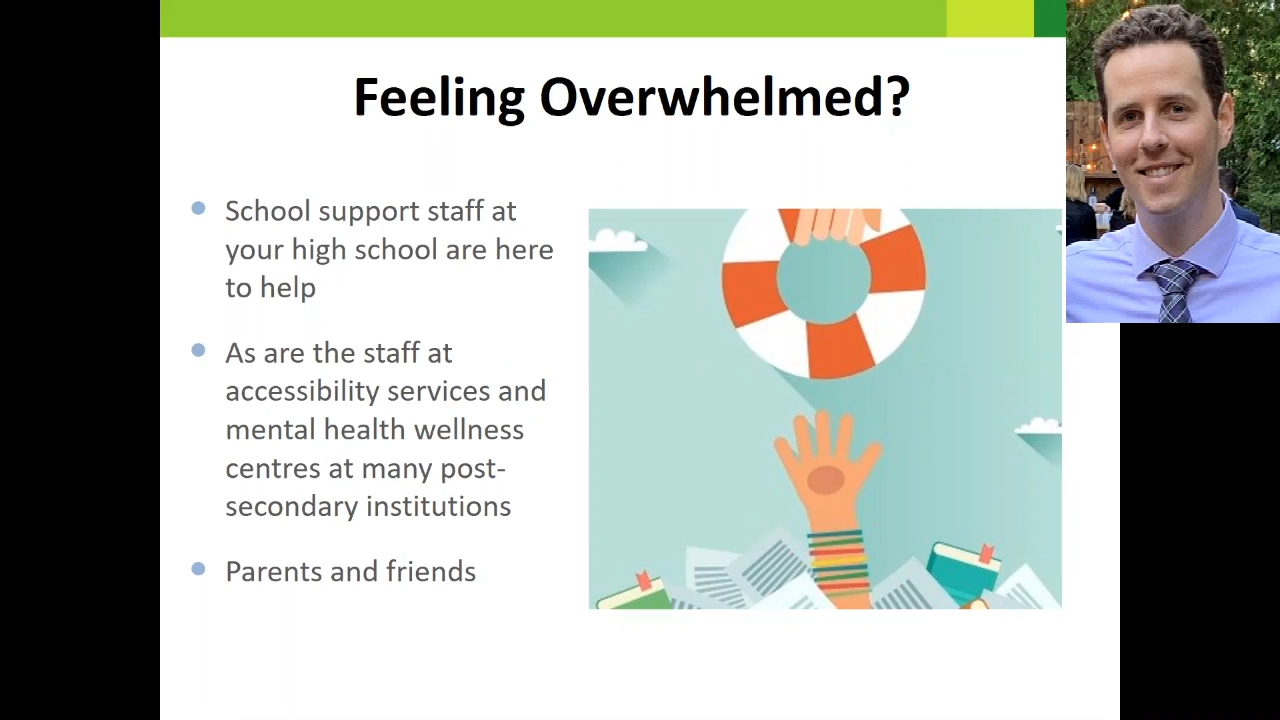 Feeling Overwhelmed?
School support staff at
your high school are here
to help
As are the staff at
accessibility services and
mental health wellness
centres at many post-
secondary institutions
Parents and friends